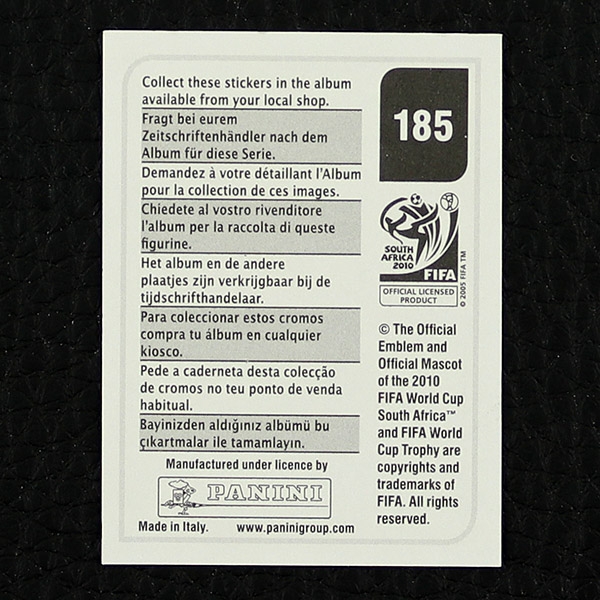 Collect these stickers in the album
available from your local shop.
Fragt bei eurem
Zeitschriftenhändler nach dem
Album für diese Serie.
Demandez à votre détaillant l'Album
pour la collection de ces images.
Chiedete al vostro rivenditore
l'album per la raccolta di queste
figurine.
Het album en de andere
plaatjes zijn verkrijgbaar bij de
tijdschrifthandelaar.
Para coleccionar estos cromos
compra tu álbum en cualquier
kiosco.
Pede a caderneta desta colecção
de cromos no teu ponto de venda
habitual.
Bayinizden aldığınız albümü bu
çıkartmalar ile tamamlayın.
Manufactured under licence by
PANINI
Made in Italy. www.paninigroup.com
185
SOUTH
AFRICA
2010
FIFA
OFFICIAL LICENSED
PRODUCT
© 2005 FIFA TM
© The Official
Emblem and
Official Mascot
of the 2010
FIFA World Cup
South Africa™
and FIFA World
Cup Trophy are
copyrights and
trademarks of
FIFA. All rights
reserved.